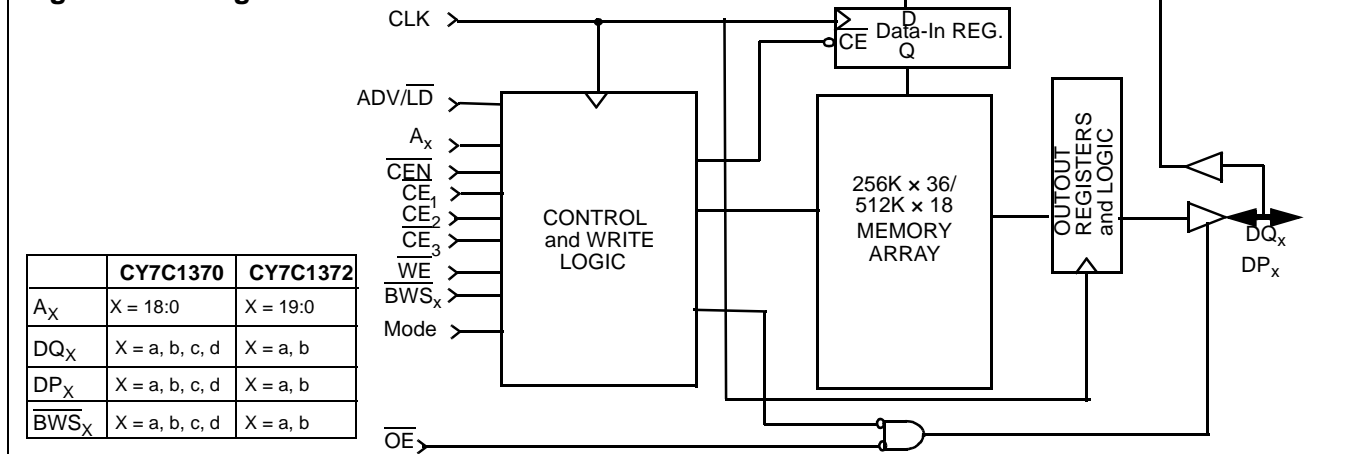 CLK
D
CE Data-In REG.
Q
ADV/LD
Ax
CEN
CE1
CE2
CE3
WE
BWSx
Mode
OE
CONTROL
and WRITE
LOGIC
256K × 36/
512K × 18
MEMORY
ARRAY
OUTOUT
REGISTERS
and LOGIC
DQx
DPx
CY7C1370 CY7C1372
AX X = 18:0 X = 19:0
DQX X = a, b, c, d X = a, b
DPX X = a, b, c, d X = a, b
BWSX X = a, b, c, d X = a, b